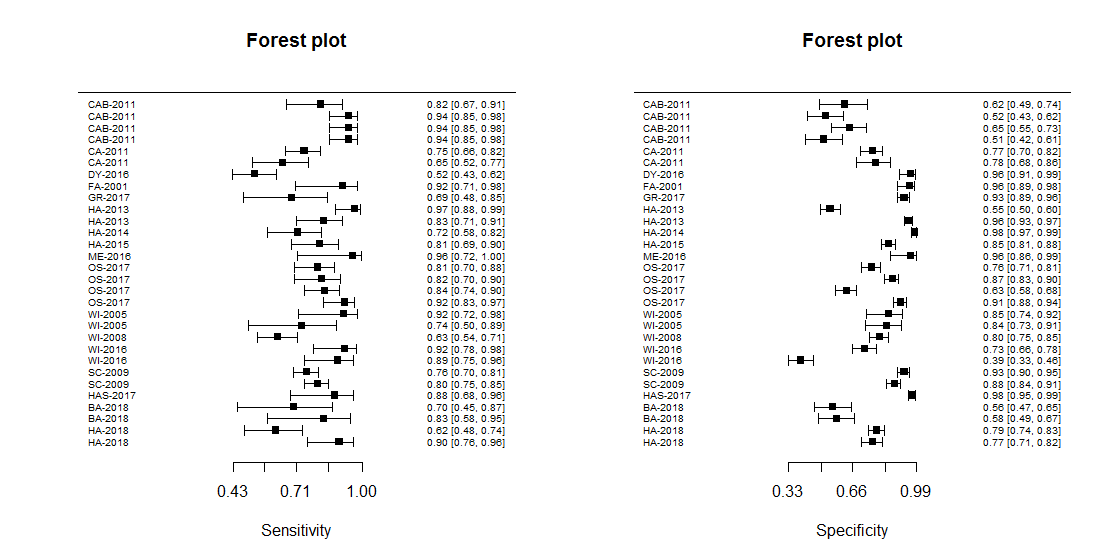 Forest plot
CAB-2011 0.82 [0.67, 0.91]
CAB-2011 0.94 [0.85, 0.98]
CAB-2011 0.94 [0.85, 0.98]
CAB-2011 0.94 [0.85, 0.98]
CA-2011 0.75 [0.66, 0.82]
CA-2011 0.65 [0.52, 0.77]
DY-2016 0.52 [0.43, 0.62]
FA-2001 0.92 [0.71, 0.98]
GR-2017 0.69 [0.48, 0.85]
HA-2013 0.97 [0.88, 0.99]
HA-2013 0.83 [0.71, 0.91]
HA-2014 0.72 [0.58, 0.82]
HA-2015 0.81 [0.69, 0.90]
ME-2016 0.96 [0.72, 1.00]
OS-2017 0.81 [0.70, 0.88]
OS-2017 0.82 [0.70, 0.90]
OS-2017 0.84 [0.74, 0.90]
OS-2017 0.92 [0.83, 0.97]
WI-2005 0.92 [0.72, 0.98]
WI-2005 0.74 [0.50, 0.89]
WI-2008 0.63 [0.54, 0.71]
WI-2016 0.92 [0.78, 0.98]
WI-2016 0.89 [0.75, 0.96]
SC-2009 0.76 [0.70, 0.81]
SC-2009 0.80 [0.75, 0.85]
HAS-2017 0.88 [0.68, 0.96]
BA-2018 0.70 [0.45, 0.87]
BA-2018 0.83 [0.58, 0.95]
HA-2018 0.62 [0.48, 0.74]
HA-2018 0.90 [0.76, 0.96]
0.43 0.71 1.00
Sensitivity
Forest plot
CAB-2011 0.62 [0.49, 0.74]
CAB-2011 0.52 [0.43, 0.62]
CAB-2011 0.65 [0.55, 0.73]
CAB-2011 0.51 [0.42, 0.61]
CA-2011 0.77 [0.70, 0.82]
CA-2011 0.78 [0.68, 0.86]
DY-2016 0.96 [0.91, 0.99]
FA-2001 0.96 [0.89, 0.98]
GR-2017 0.93 [0.89, 0.96]
HA-2013 0.55 [0.50, 0.60]
HA-2013 0.96 [0.93, 0.97]
HA-2014 0.98 [0.97, 0.99]
HA-2015 0.85 [0.81, 0.88]
ME-2016 0.96 [0.86, 0.99]
OS-2017 0.76 [0.71, 0.81]
OS-2017 0.87 [0.83, 0.90]
OS-2017 0.63 [0.58, 0.68]
OS-2017 0.91 [0.88, 0.94]
WI-2005 0.85 [0.74, 0.92]
WI-2005 0.84 [0.73, 0.91]
WI-2008 0.80 [0.75, 0.85]
WI-2016 0.73 [0.66, 0.78]
WI-2016 0.39 [0.33, 0.46]
SC-2009 0.93 [0.90, 0.95]
SC-2009 0.88 [0.84, 0.91]
HAS-2017 0.98 [0.95, 0.99]
BA-2018 0.56 [0.47, 0.65]
BA-2018 0.58 [0.49, 0.67]
HA-2018 0.79 [0.74, 0.83]
HA-2018 0.77 [0.71, 0.82]
0.33 0.66 0.99
Specificity